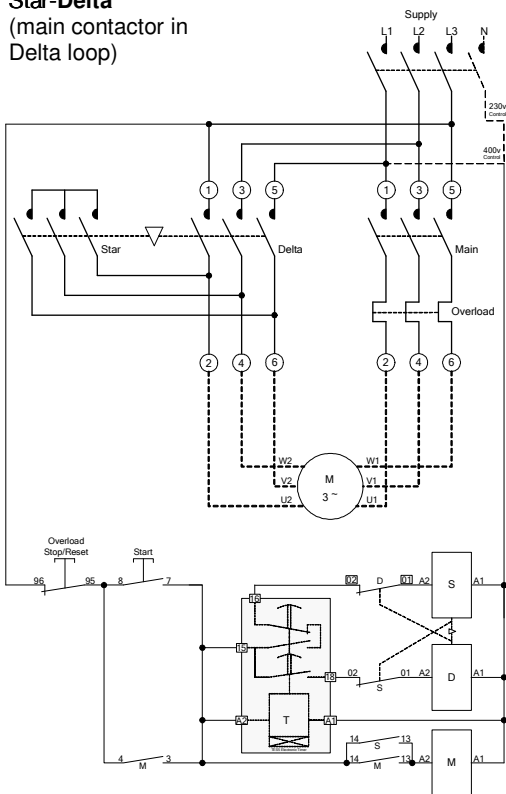 Star-Delta
(main contactor in
Delta loop)
Supply
L1 L2 L3 N
230v
Control
400v
Control
1 3 5 1 3 5
Star Delta Main
Overload
2 4 6 2 4 6
W2 W1
V2 M V1
3 ~
U2 U1
Overload
Stop/Reset Start
96 95 8 7
16 02 D 01 A2 S A1
15
18 02 01 A2 D A1
S
A2 T A1
14 13
S
4 3 14 13 A2 M A1
M M